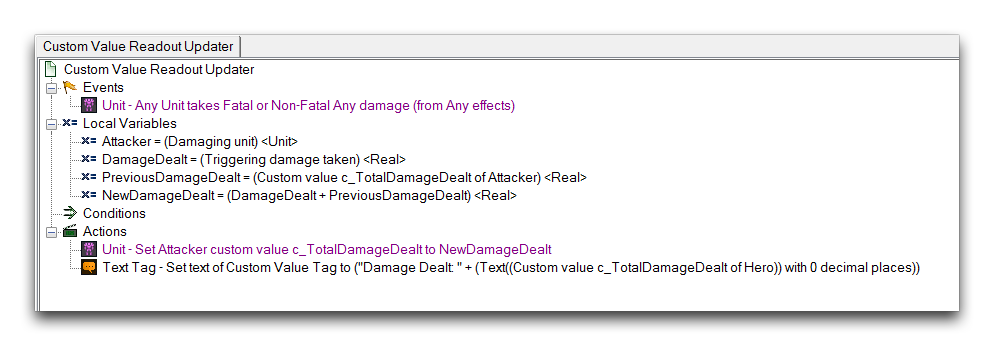 Custom Value Readout Updater
Custom Value Readout Updater
Events
Unit - Any Unit takes Fatal or Non-Fatal Any damage (from Any effects)
Local Variables
Attacker = (Damaging unit) <Unit>
DamageDealt = (Triggering damage taken) <Real>
PreviousDamageDealt = (Custom value c_TotalDamageDealt of Attacker) <Real>
NewDamageDealt = (DamageDealt + PreviousDamageDealt) <Real>
Conditions
Actions
Unit - Set Attacker custom value c_TotalDamageDealt to NewDamageDealt
Text Tag - Set text of Custom Value Tag to ("Damage Dealt: " + (Text((Custom value c_TotalDamageDealt of Hero)) with 0 decimal places))